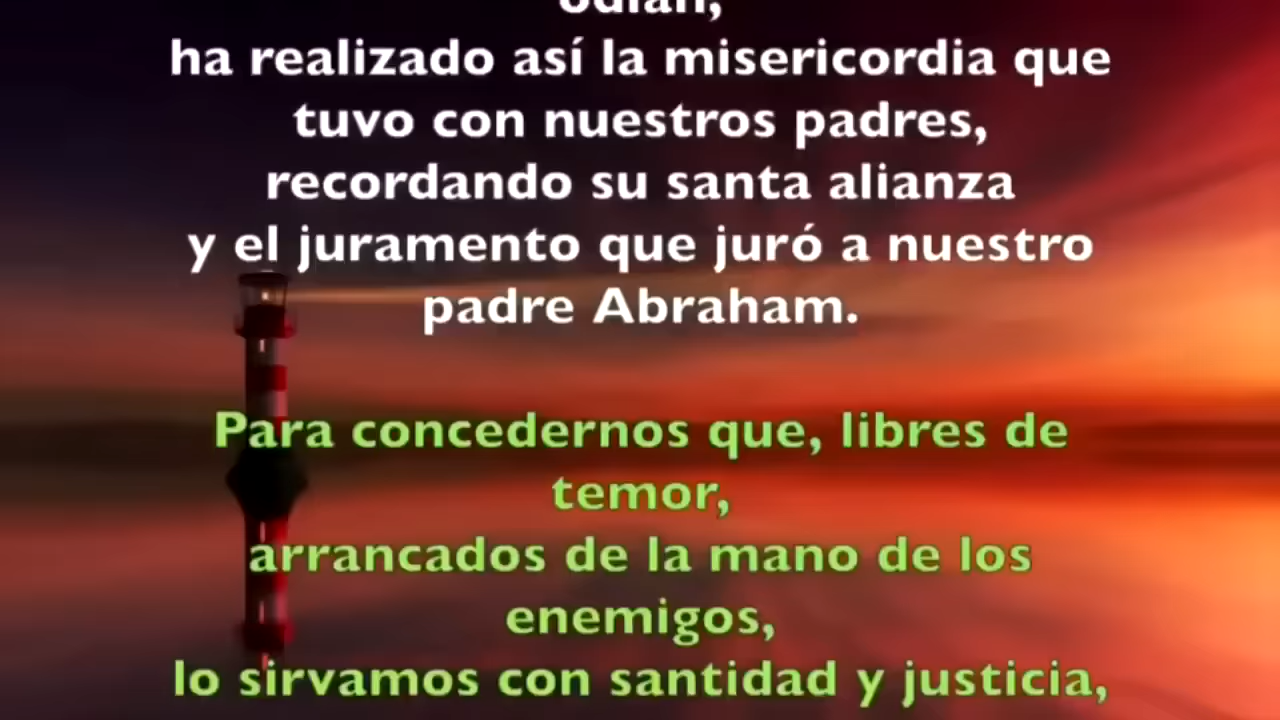 odian,
ha realizado así la misericordia que
tuvo con nuestros padres,
recordando su santa alianza
y el juramento que juró a nuestro
padre Abraham.
Para concedernos que, libres de
temor,
arrancados de la mano de los
enemigos,
lo sirvamos con santidad y justicia,